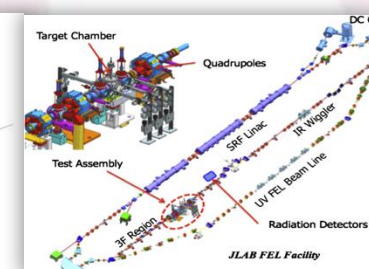 DC
Target Chamber
Quadrupoles
SRF Linac
IR Wiggler
Test Assembly
UV FEL Beam Line
3F Region
Radiation Detectors
JLAB FEL Facility